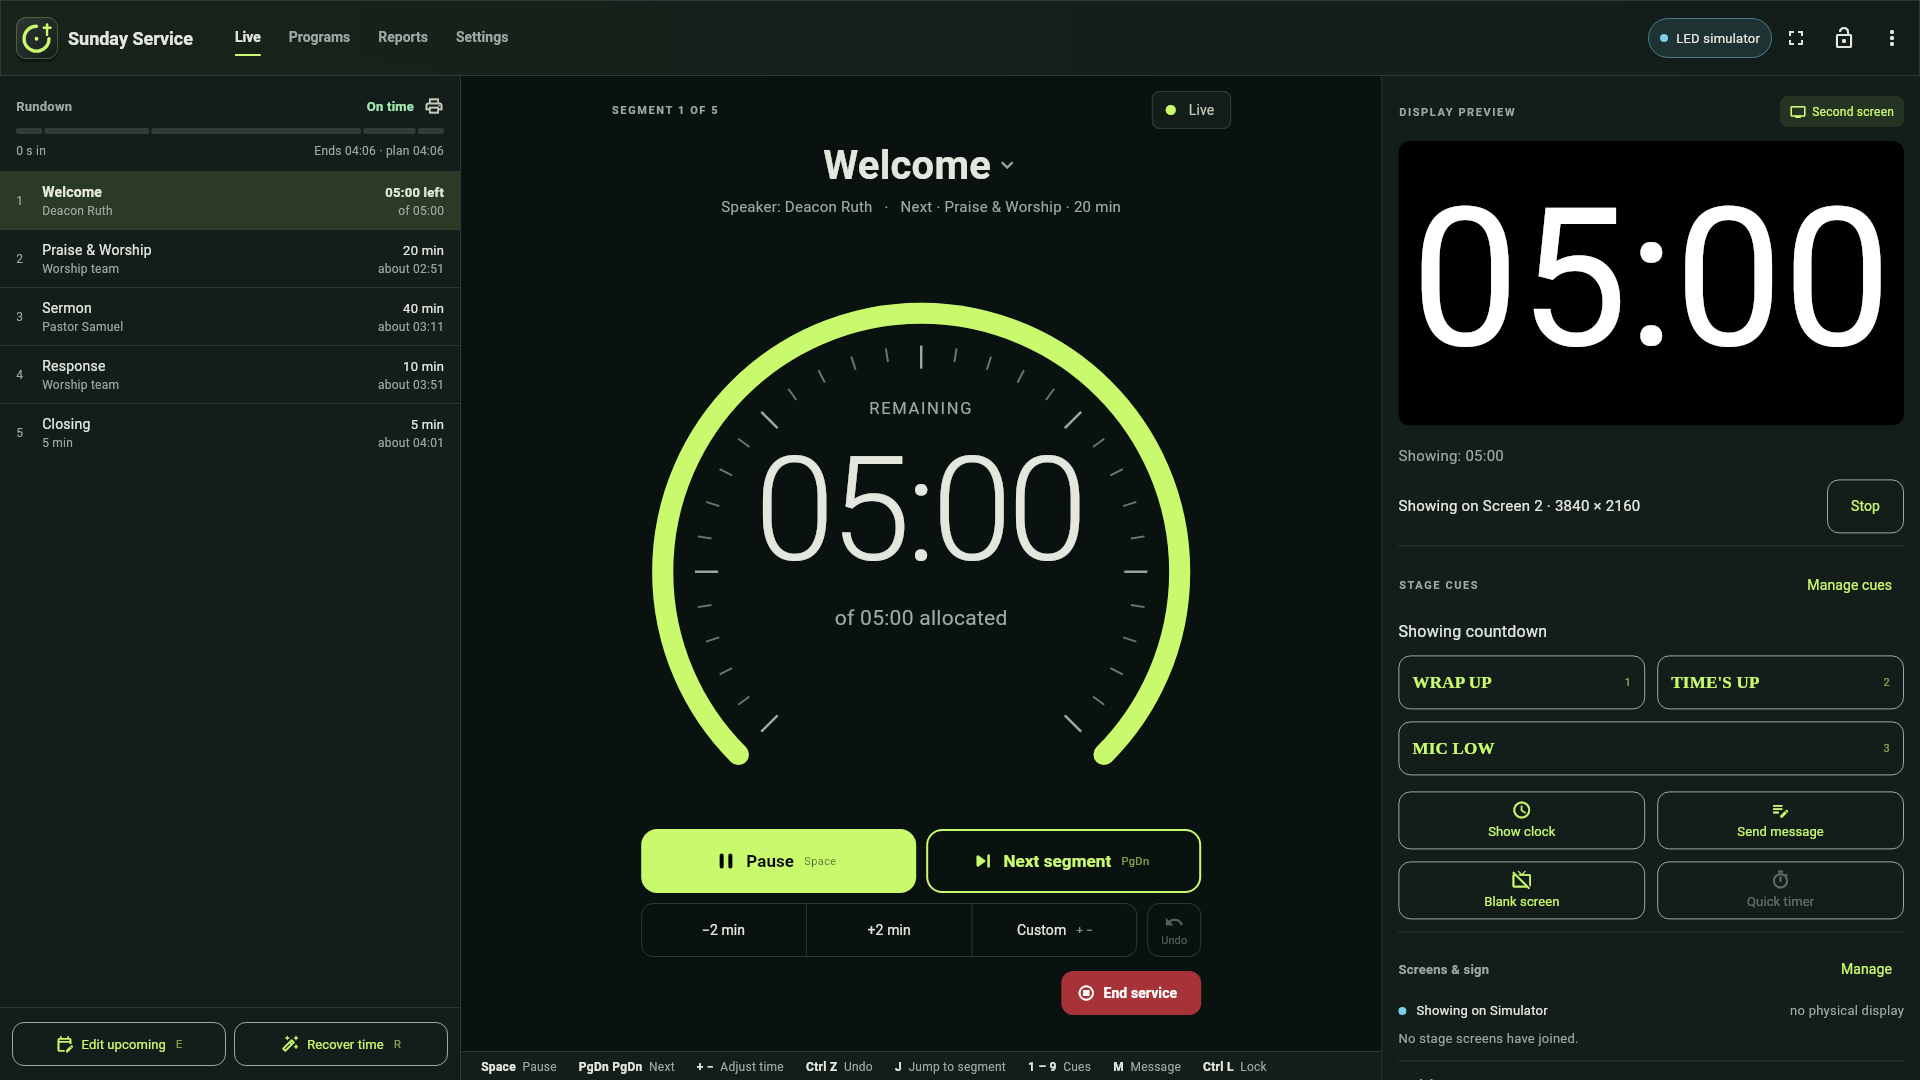 Sunday Service
Live
Programs
Reports
Settings
LED simulator
Rundown
On time
0 s in
Ends 04:06 · plan 04:06
1
Welcome
05:00 left
Deacon Ruth
of 05:00
2
Praise & Worship
20 min
Worship team
about 02:51
3
Sermon
40 min
Pastor Samuel
about 03:11
4
Response
10 min
Worship team
about 03:51
5
Closing
5 min
5 min
about 04:01
Edit upcoming E
Recover time R
SEGMENT 1 OF 5
Live
Welcome
Speaker: Deacon Ruth · Next · Praise & Worship · 20 min
REMAINING
05:00
of 05:00 allocated
Pause Space
Next segment PgDn
−2 min
+2 min
Custom + −
Undo
End service
Space Pause PgDn PgDn Next + − Adjust time Ctrl Z Undo J Jump to segment 1 – 9 Cues M Message Ctrl L Lock
DISPLAY PREVIEW
Second screen
05:00
Showing: 05:00
Showing on Screen 2 · 3840 × 2160
Stop
STAGE CUES
Manage cues
Showing countdown
WRAP UP 1
TIME'S UP 2
MIC LOW 3
Show clock
Send message
Blank screen
Quick timer
Screens & sign
Manage
Showing on Simulator
no physical display
No stage screens have joined.